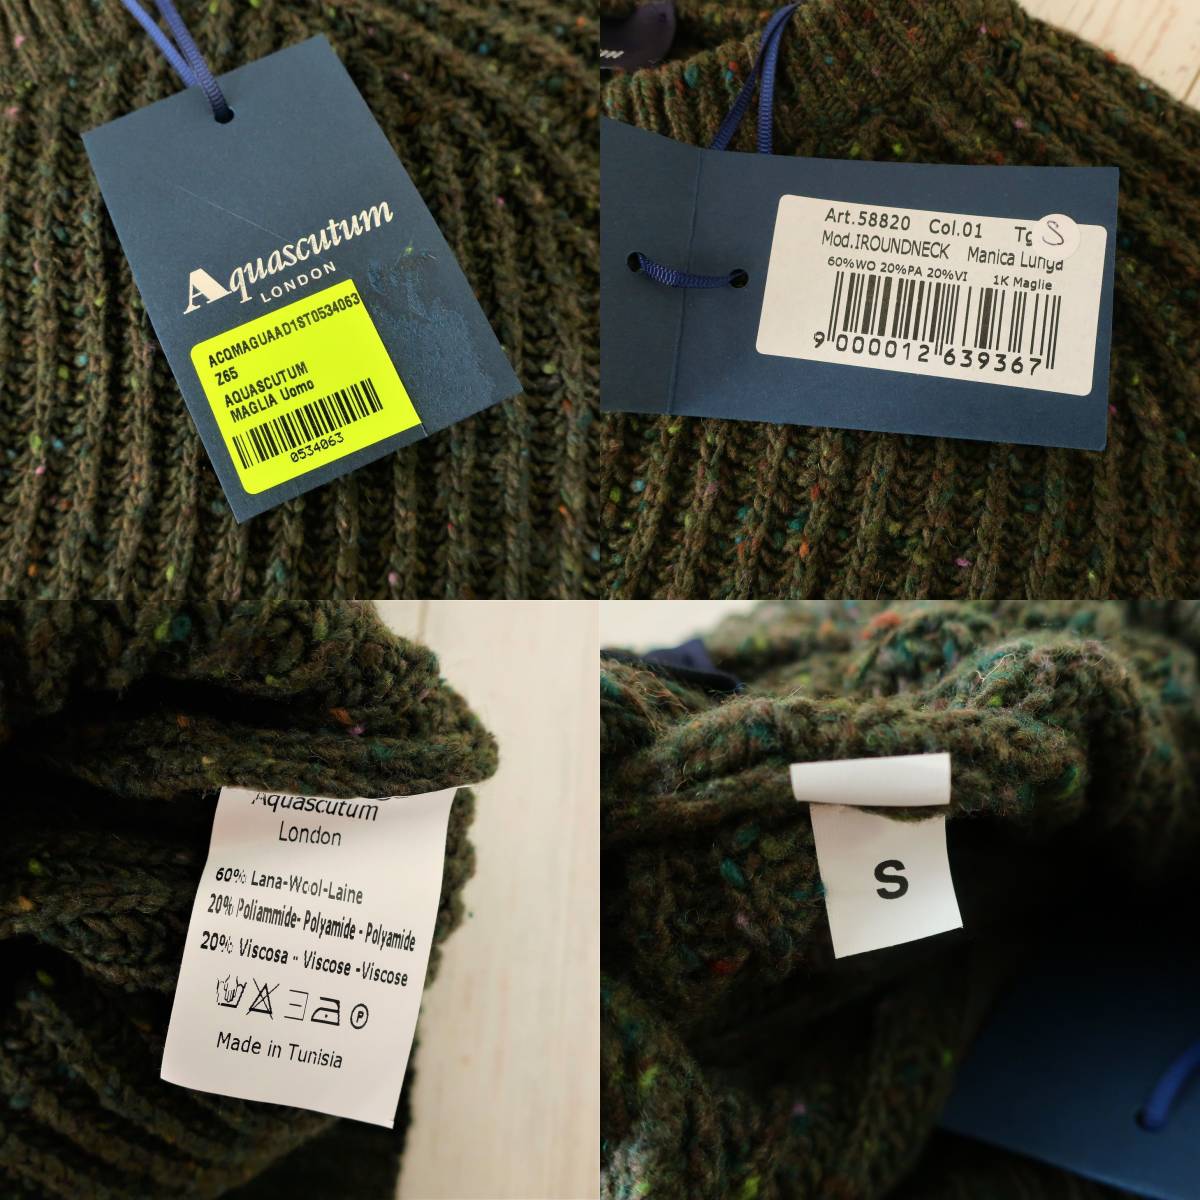 Aquascutum
LONDON
ACQMAGUAAD1ST0534063
Z65
AQUASCUTUM
MAGLIA Uomo
0534063
Art.58820 Col.01 Tg S
Mod.IROUNDNECK Manica Lunga
60%WO 20%PA 20%VI 1K Maglie
9 000012 639367
Aquascutum
London
60% Lana-Wool-Laine
20% Poliammide- Polyamide - Polyamide
20% Viscosa - Viscose -Viscose
P
Made in Tunisia
S